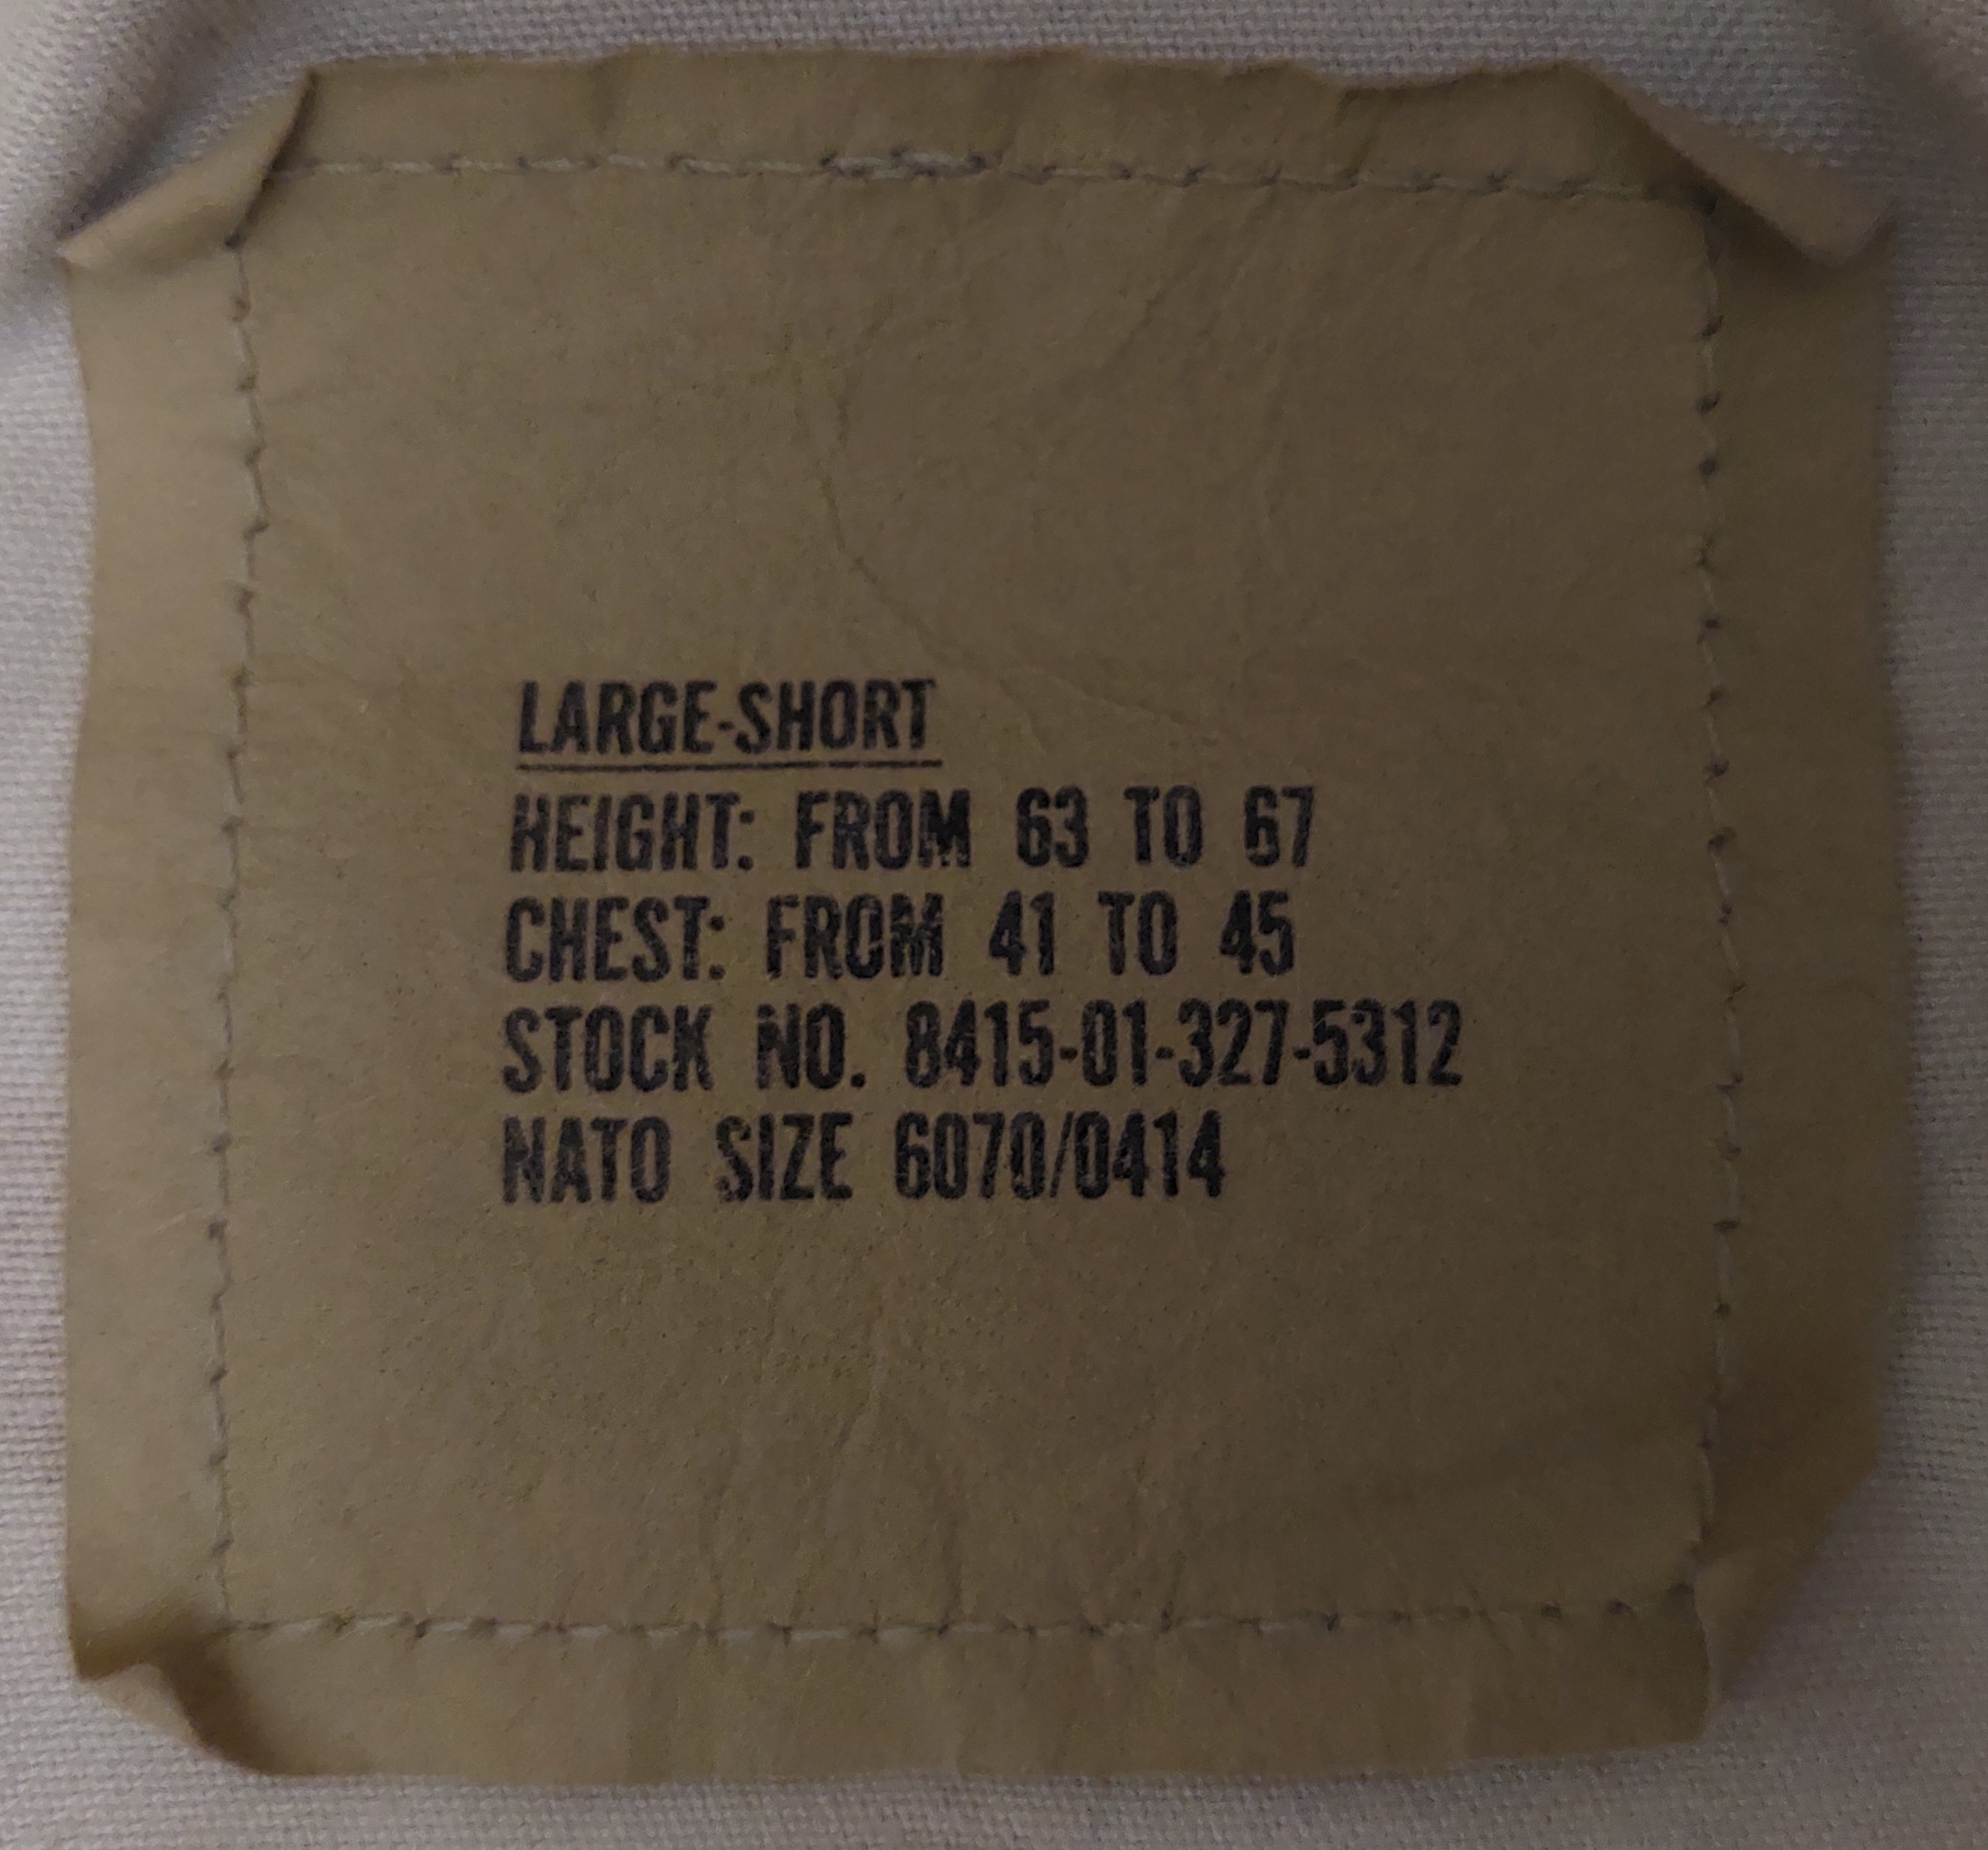 LARGE-SHORT
HEIGHT: FROM 63 TO 67
CHEST: FROM 41 TO 45
STOCK NO. 8415-01-327-5312
NATO SIZE 6070/0414